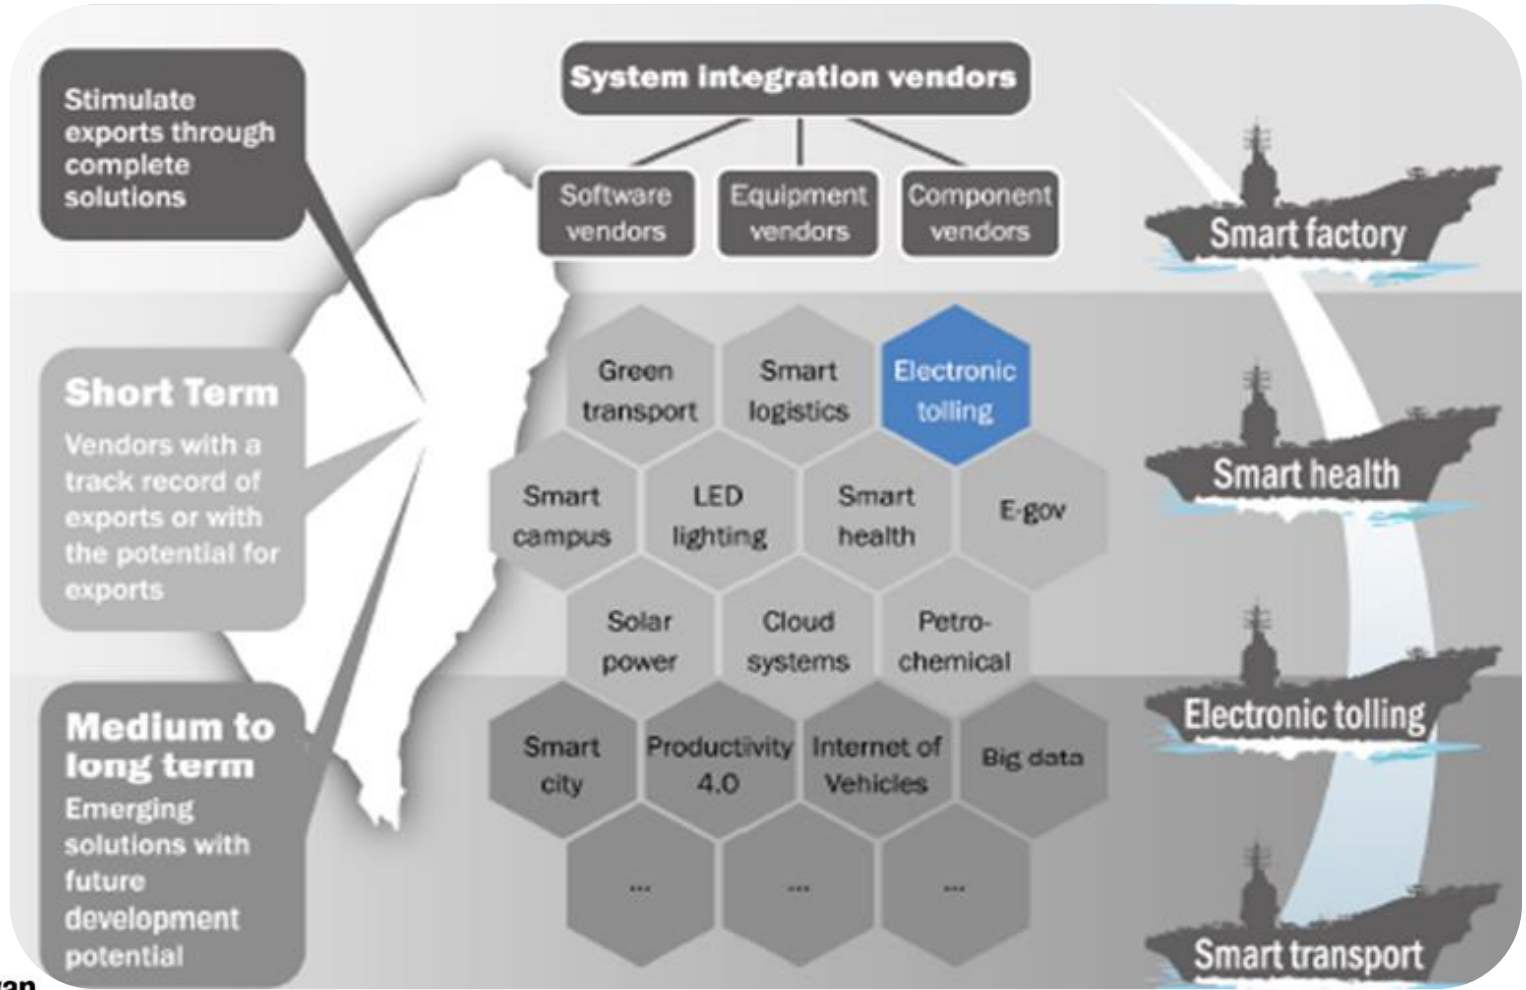 Stimulate
exports through
complete
solutions
System integration vendors
Software
vendors
Equipment
vendors
Component
vendors
Smart factory
Short Term
Vendors with a
track record of
exports or with
the potential for
exports
Green
transport
Smart
logistics
Electronic
tolling
Smart
campus
LED
lighting
Smart
health
E-gov
Solar
power
Cloud
systems
Petro-
chemical
Smart health
Medium to
long term
Emerging
solutions with
future
development
potential
Smart
city
Productivity
4.0
Internet of
Vehicles
Big data
...
...
...
Electronic tolling
Smart transport